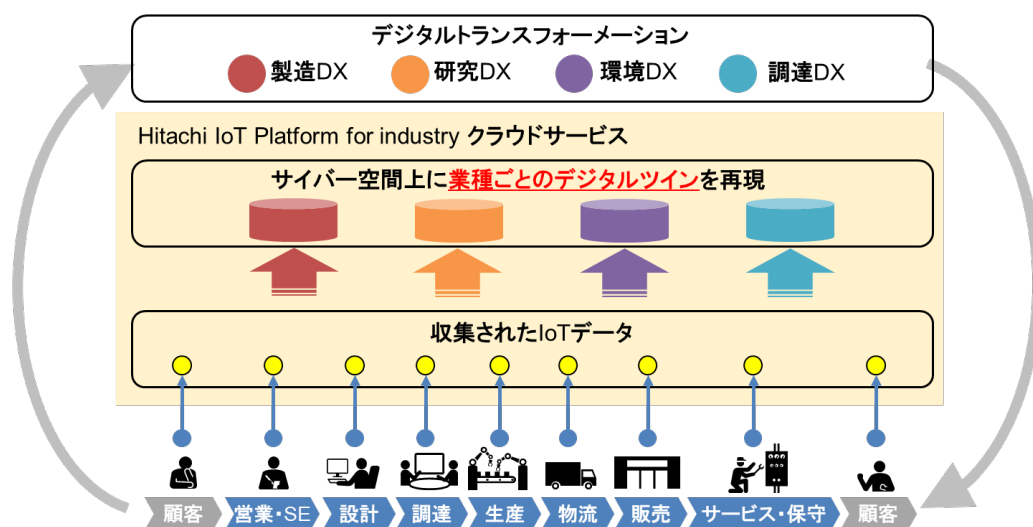 デジタルトランスフォーメーション
製造DX 研究DX 環境DX 調達DX
Hitachi IoT Platform for industry クラウドサービス
サイバー空間上に業種ごとのデジタルツインを再現
収集されたIoTデータ
顧客 営業・SE 設計 調達 生産 物流 販売 サービス・保守 顧客